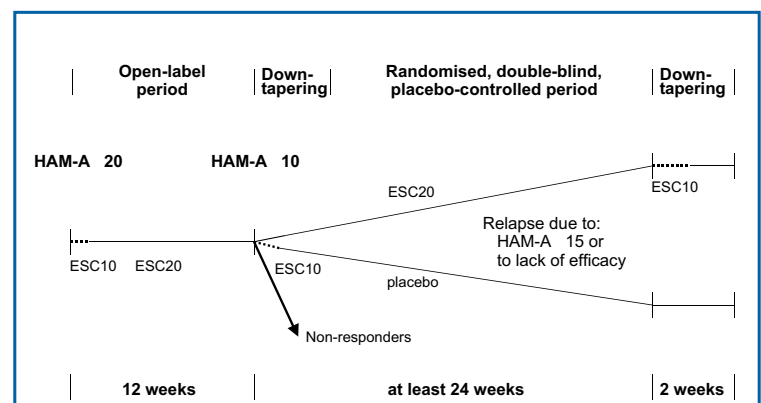 Open-label
period
Down-
tapering
Randomised, double-blind,
placebo-controlled period
Down-
tapering
HAM-A 20
HAM-A 10
ESC20
ESC10
Relapse due to:
HAM-A 15 or
to lack of efficacy
ESC10 ESC20
ESC10
placebo
Non-responders
12 weeks
at least 24 weeks
2 weeks